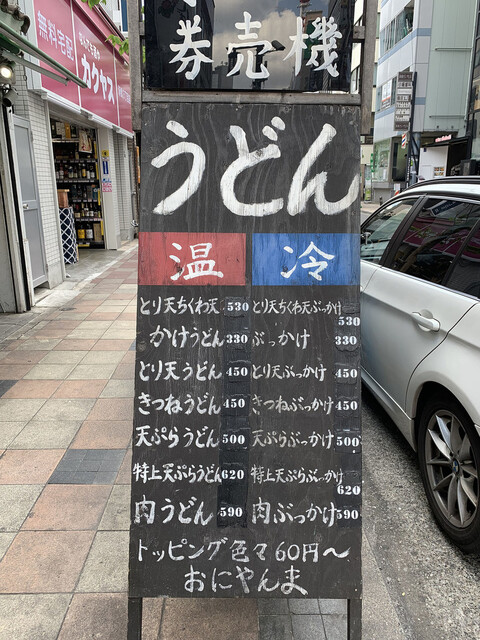 券売機
うどん
温 冷
とり天ちくわ天 530 とり天ちくわ天ぶっかけ 530
かけうどん 330 ぶっかけ 330
とり天うどん 450 とり天ぶっかけ 450
きつねうどん 450 きつねぶっかけ 450
天ぷらうどん 500 天ぷらぶっかけ 500
特上天ぷらうどん 620 特上天ぷらぶっかけ 620
肉うどん 590 肉ぶっかけ 590
トッピング色々60円〜
おにやんま
無料宅配
なんでも酒や
カクヤス